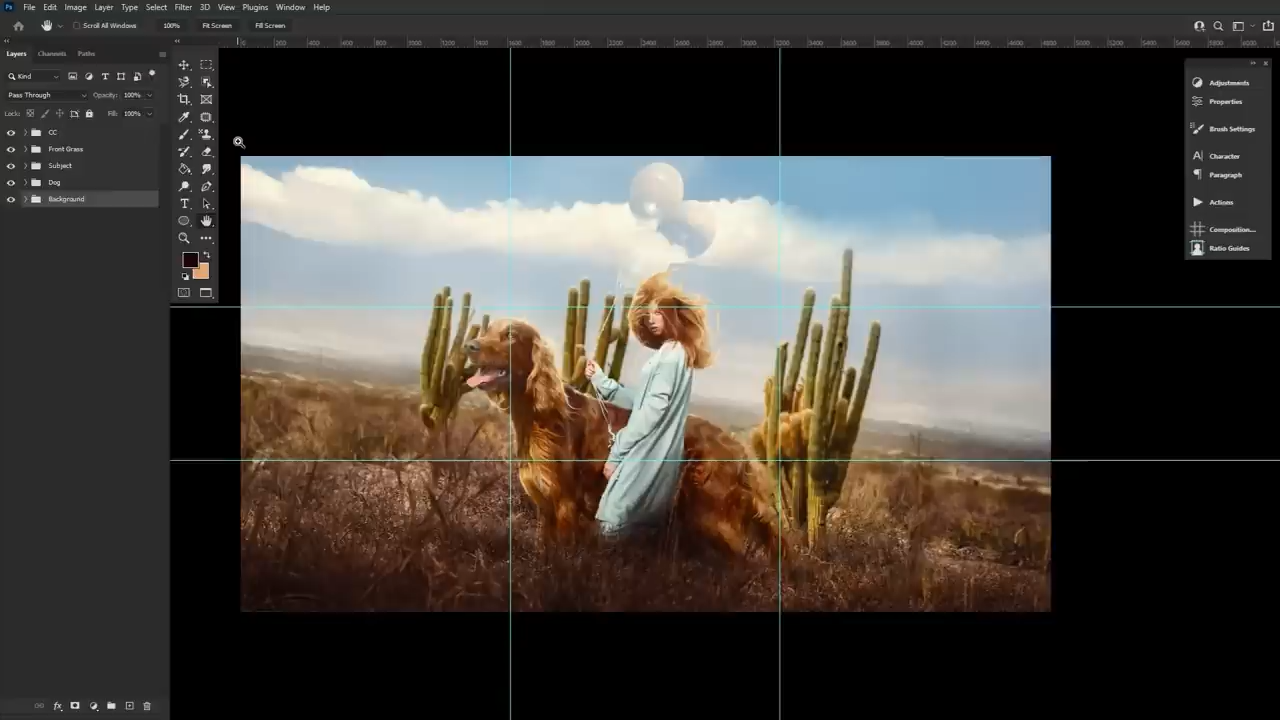 Ps File Edit Image Layer Type Select Filter 3D View Plugins Window Help
Scroll All Windows 100% Fit Screen Fill Screen
Layers Channels Paths
Kind
Pass Through Opacity: 100%
Lock: Fill: 100%
CC
Front Grass
Subject
Dog
Background
Adjustments
Properties
Brush Settings
Character
Paragraph
Actions
Composition...
Ratio Guides